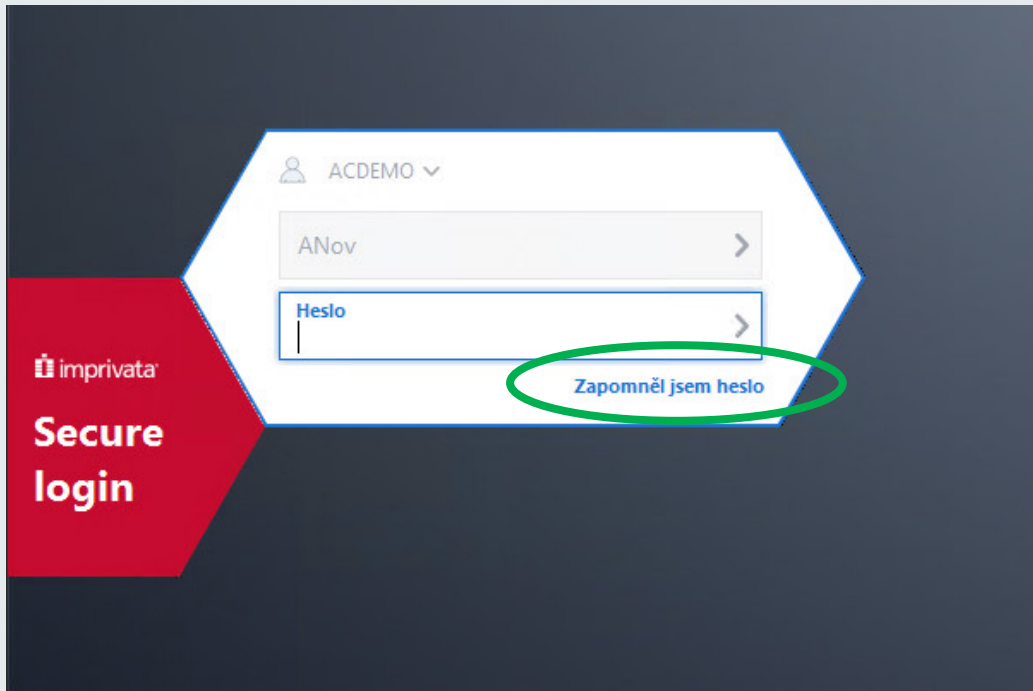 ACDEMO
ANov
Heslo
Zapomněl jsem heslo
imprivata
Secure
login